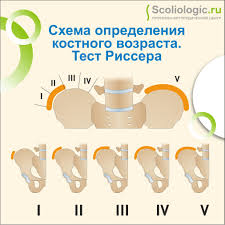 Scoliologic.ru
Схема определения
костного возраста.
Тест Риссера
I II III IV V
I II III IV V